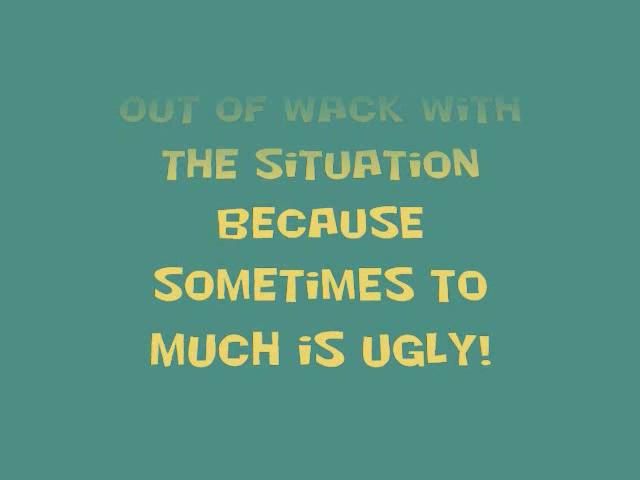 OUT OF WACK WiTH
THE SiTUATiON
BECAUSE
SOMETiMES TO
MUCH iS UGLY!